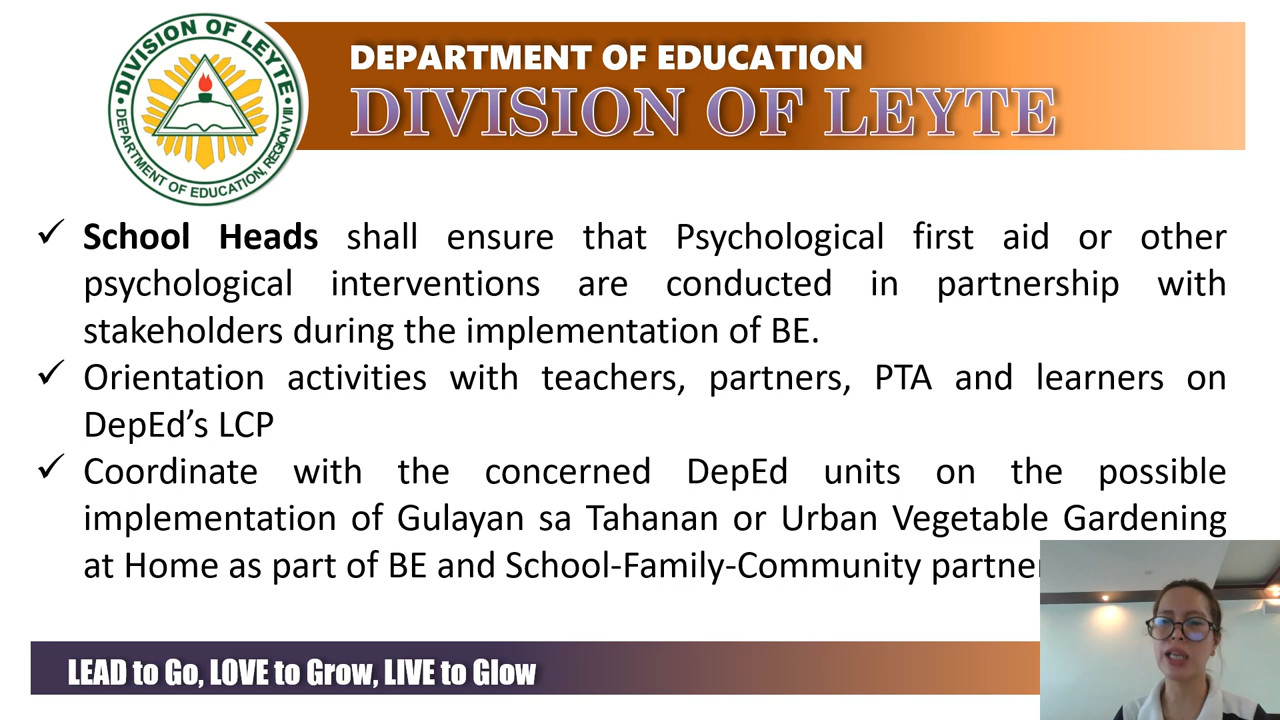 DIVISION OF LEYTE
DEPARTMENT OF EDUCATION, REGION VIII
DEPARTMENT OF EDUCATION
DIVISION OF LEYTE
School Heads shall ensure that Psychological first aid or other
psychological interventions are conducted in partnership with
stakeholders during the implementation of BE.
Orientation activities with teachers, partners, PTA and learners on
DepEd’s LCP
Coordinate with the concerned DepEd units on the possible
implementation of Gulayan sa Tahanan or Urban Vegetable Gardening
at Home as part of BE and School-Family-Community
LEAD to Go, LOVE to Grow, LIVE to Glow